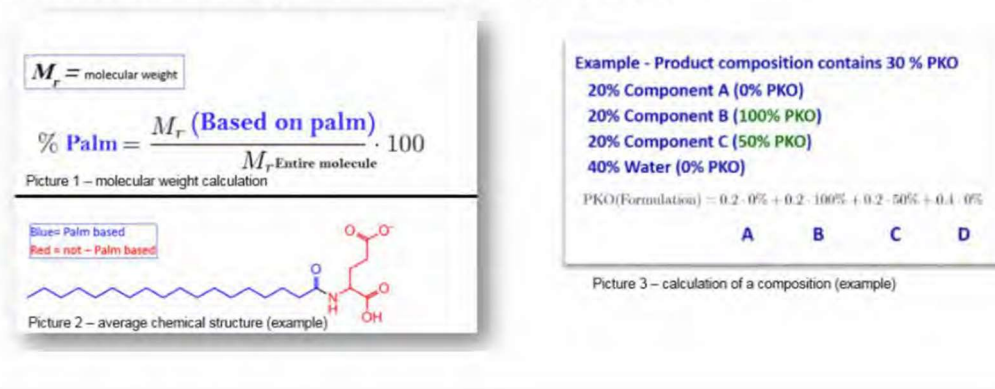 M_r = molecular weight
% Palm = M_r (Based on palm) / M_r Entire molecule · 100
Picture 1 – molecular weight calculation
Blue= Palm based
Red = not – Palm based
O
O O⁻
O
N
H
OH
Picture 2 – average chemical structure (example)
Example - Product composition contains 30 % PKO
20% Component A (0% PKO)
20% Component B (100% PKO)
20% Component C (50% PKO)
40% Water (0% PKO)
PKO(Formulation) = 0.2 · 0% + 0.2 · 100% + 0.2 · 50% + 0.4 · 0%
A B C D
Picture 3 – calculation of a composition (example)